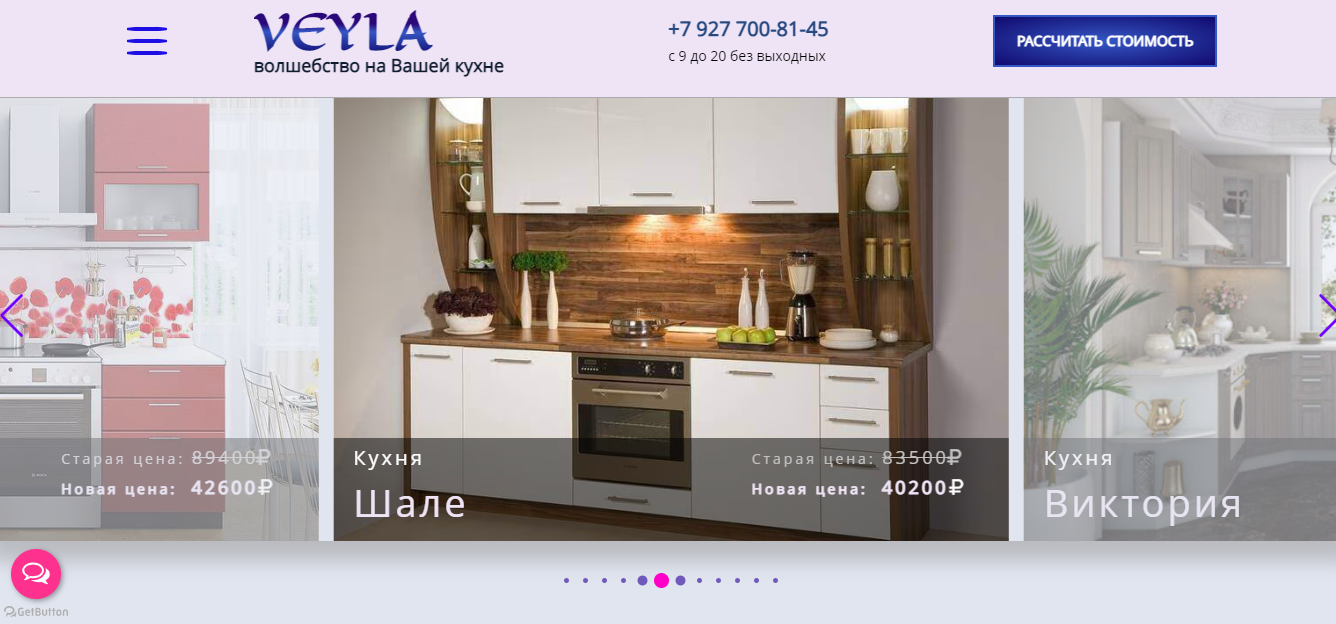 VEYLA
волшебство на Вашей кухне
+7 927 700-81-45
с 9 до 20 без выходных
РАССЧИТАТЬ СТОИМОСТЬ
Старая цена: 89400₽
Новая цена: 42600₽
Кухня
Шале
Старая цена: 83500₽
Новая цена: 40200₽
Кухня
Виктория
GetButton